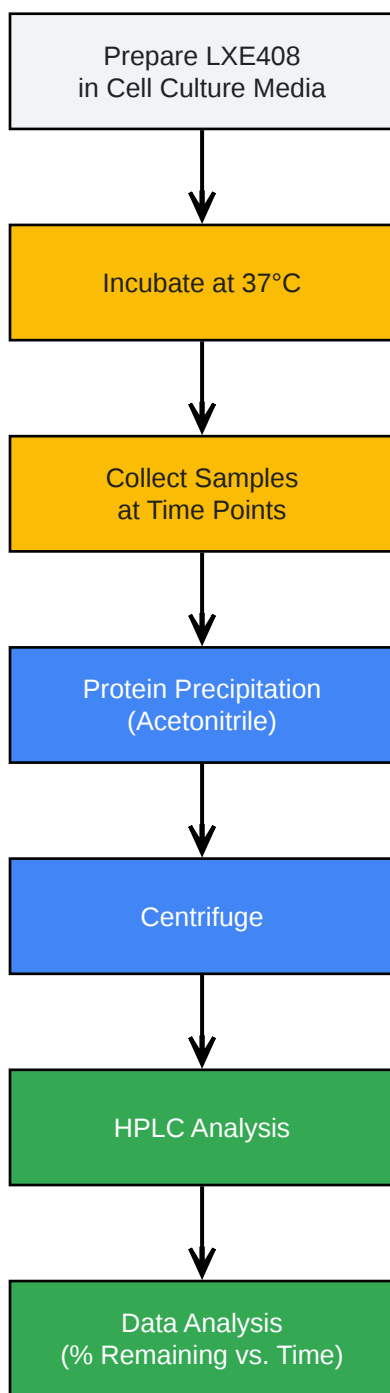 Prepare LXE408
in Cell Culture Media
Incubate at 37°C
Collect Samples
at Time Points
Protein Precipitation
(Acetonitrile)
Centrifuge
HPLC Analysis
Data Analysis
(% Remaining vs. Time)